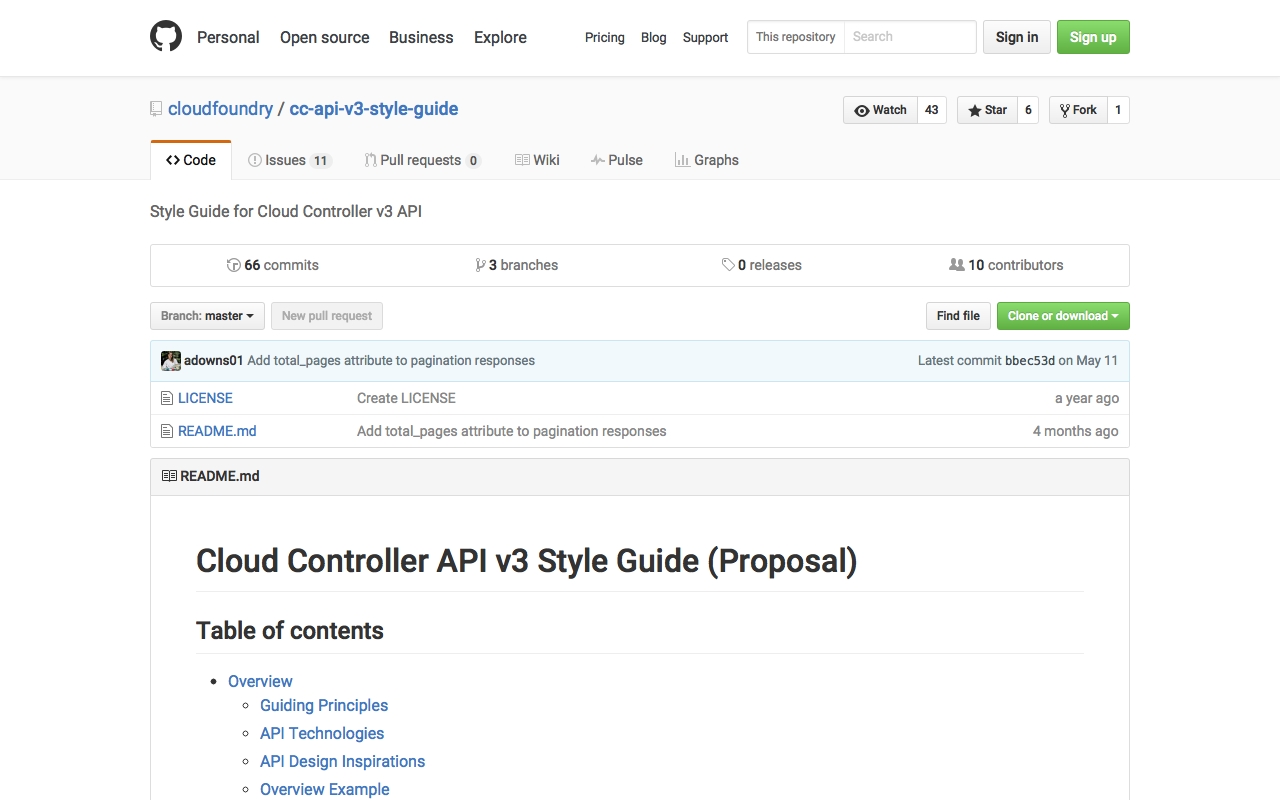 Personal Open source Business Explore Pricing Blog Support This repository Search Sign in Sign up
cloudfoundry / cc-api-v3-style-guide Watch 43 Star 6 Fork 1
Code Issues 11 Pull requests 0 Wiki Pulse Graphs
Style Guide for Cloud Controller v3 API
66 commits 3 branches 0 releases 10 contributors
Branch: master New pull request Find file Clone or download
adowns01 Add total_pages attribute to pagination responses Latest commit bbec53d on May 11
LICENSE Create LICENSE a year ago
README.md Add total_pages attribute to pagination responses 4 months ago
README.md
Cloud Controller API v3 Style Guide (Proposal)
Table of contents
Overview
Guiding Principles
API Technologies
API Design Inspirations
Overview Example